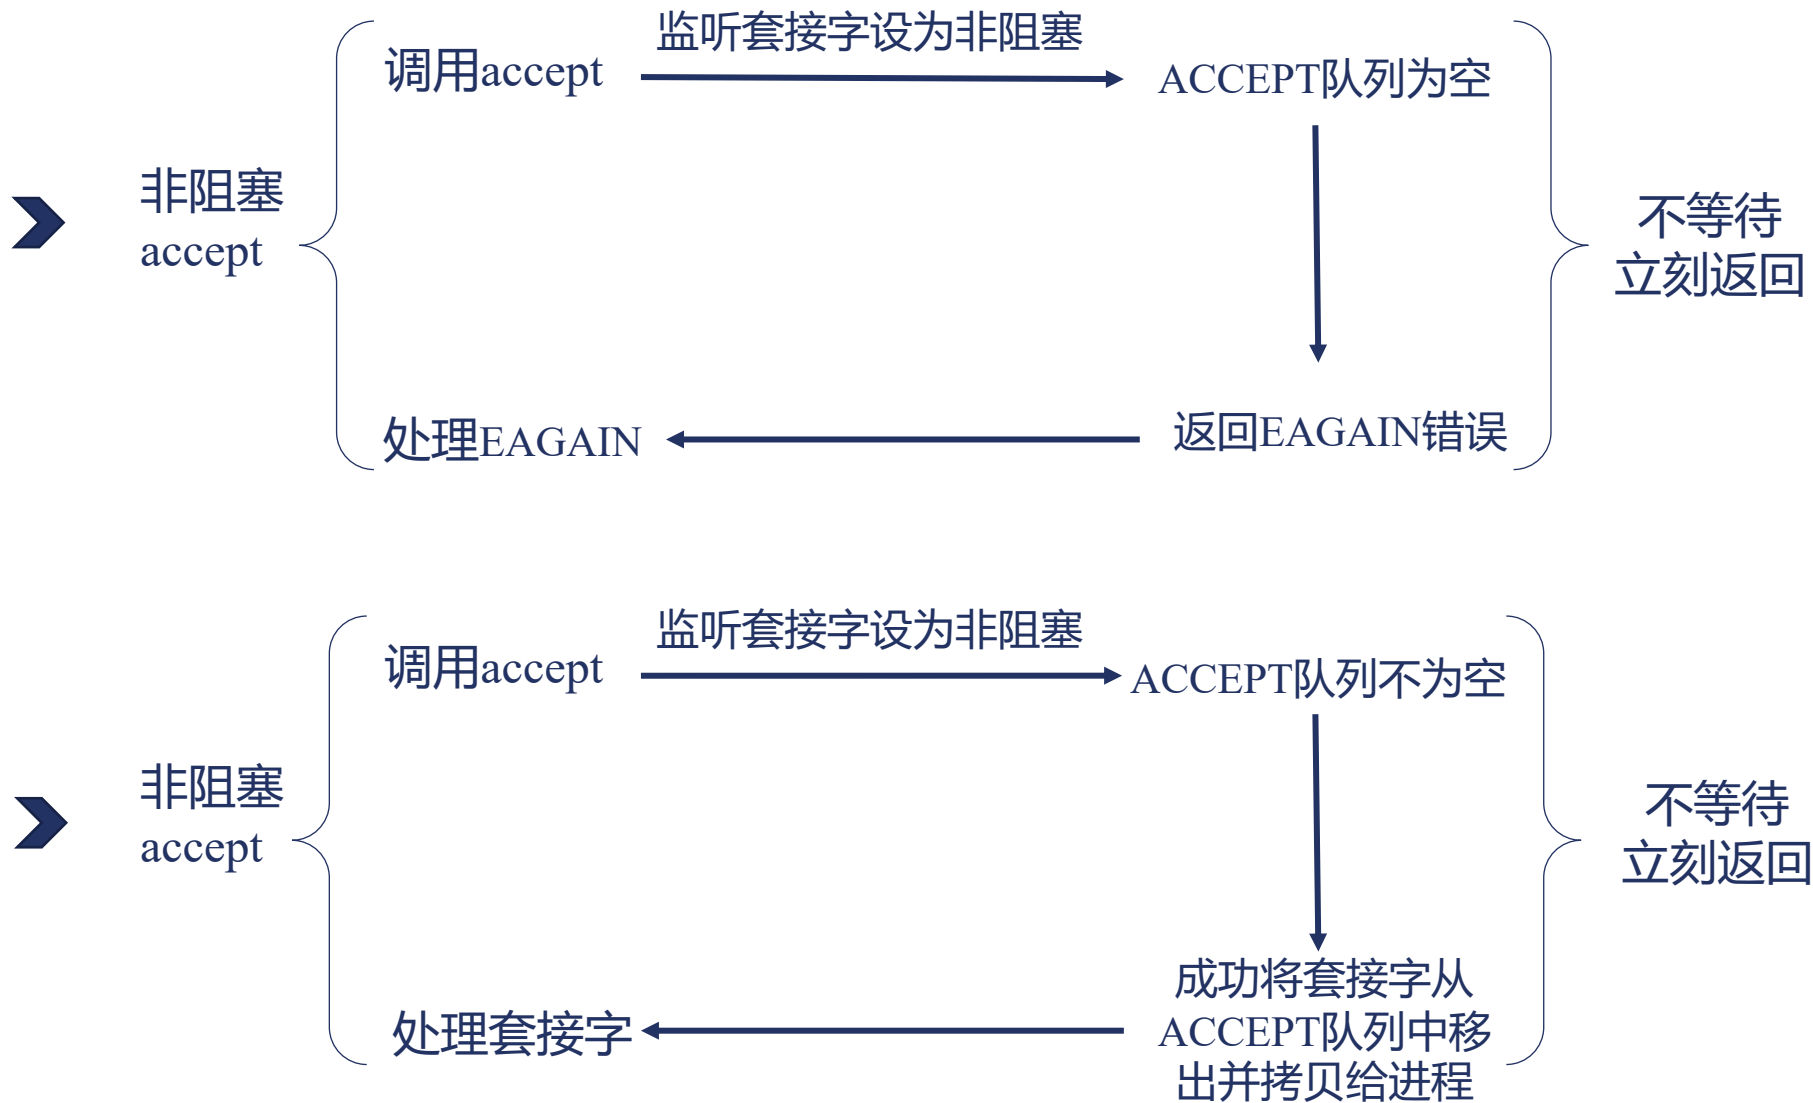 监听套接字设为非阻塞
调用accept
ACCEPT队列为空
非阻塞
accept
不等待
立刻返回
处理EAGAIN
返回EAGAIN错误
监听套接字设为非阻塞
调用accept
ACCEPT队列不为空
非阻塞
accept
不等待
立刻返回
成功将套接字从
ACCEPT队列中移
出并拷贝给进程
处理套接字